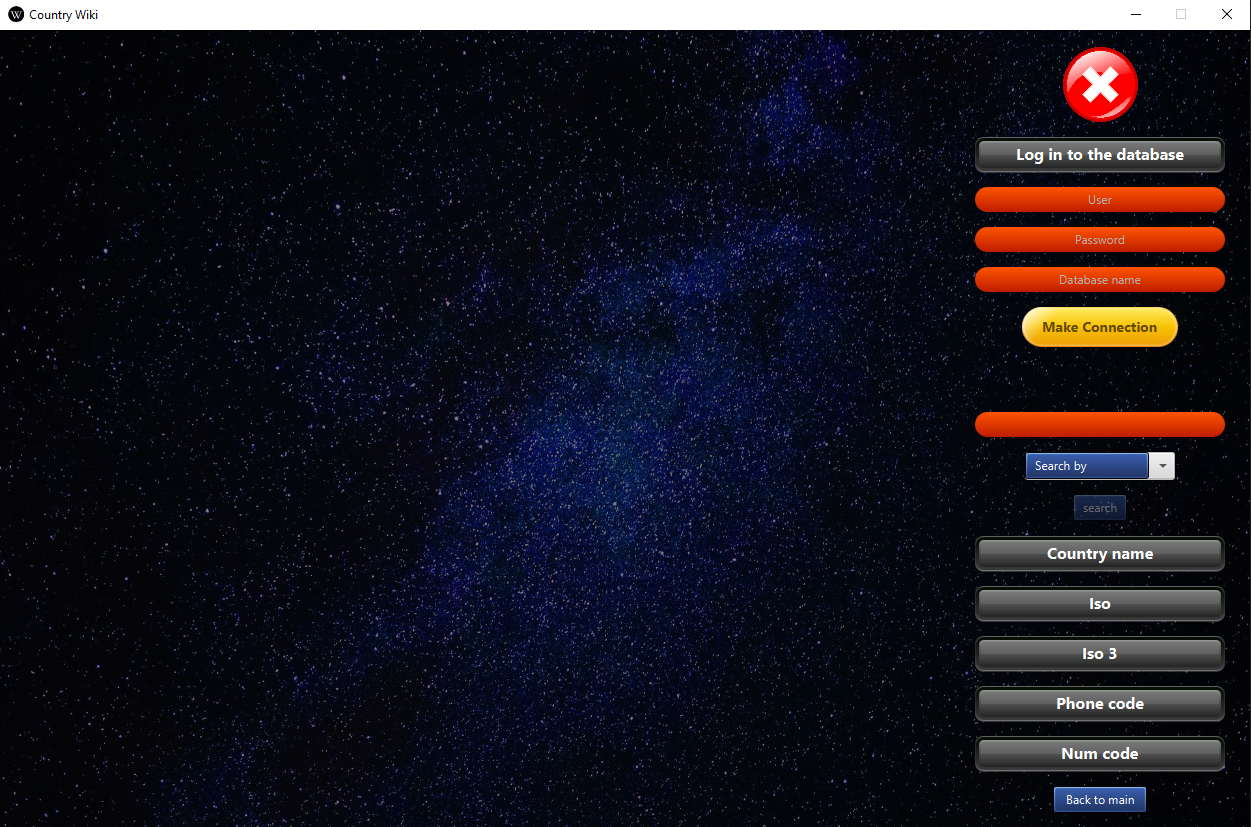 W Country Wiki
Log in to the database
User
Password
Database name
Make Connection
Search by
search
Country name
Iso
Iso 3
Phone code
Num code
Back to main